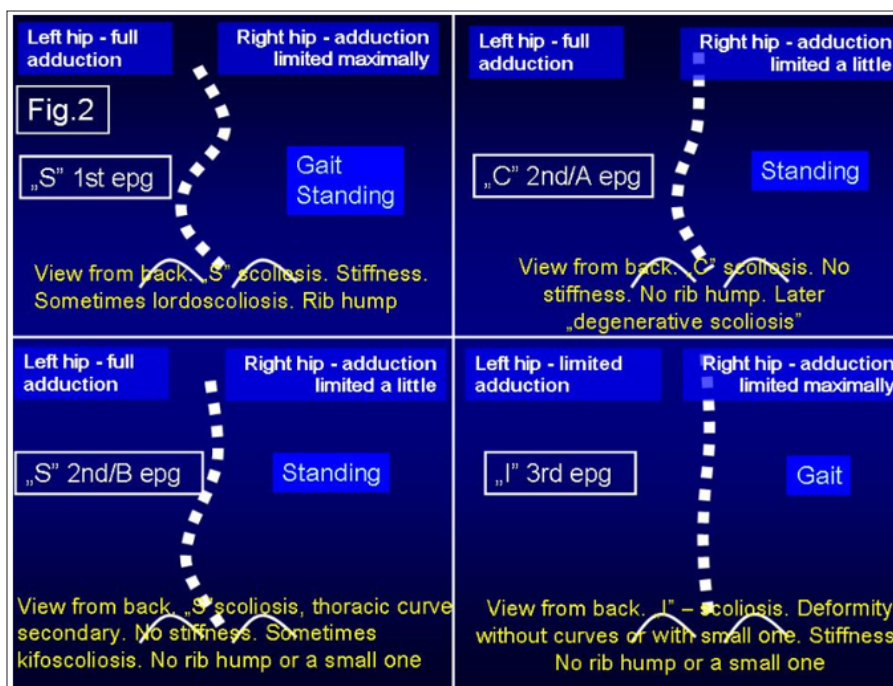 Left hip - full
adduction
Right hip - adduction
limited maximally
Fig.2
„S” 1st epg
Gait
Standing
View from back. „S” scoliosis. Stiffness.
Sometimes lordoscoliosis. Rib hump
Left hip - full
adduction
Right hip - adduction
limited a little
„C” 2nd/A epg
Standing
View from back. „C” scoliosis. No
stiffness. No rib hump. Later
„degenerative scoliosis”
Left hip - full
adduction
Right hip - adduction
limited a little
„S” 2nd/B epg
Standing
View from back. „S”scoliosis, thoracic curve
secondary. No stiffness. Sometimes
kifoscoliosis. No rib hump or a small one
Left hip - limited
adduction
Right hip - adduction
limited maximally
„I” 3rd epg
Gait
View from back. „I” – scoliosis. Deformity
without curves or with small one. Stiffness
No rib hump or a small one